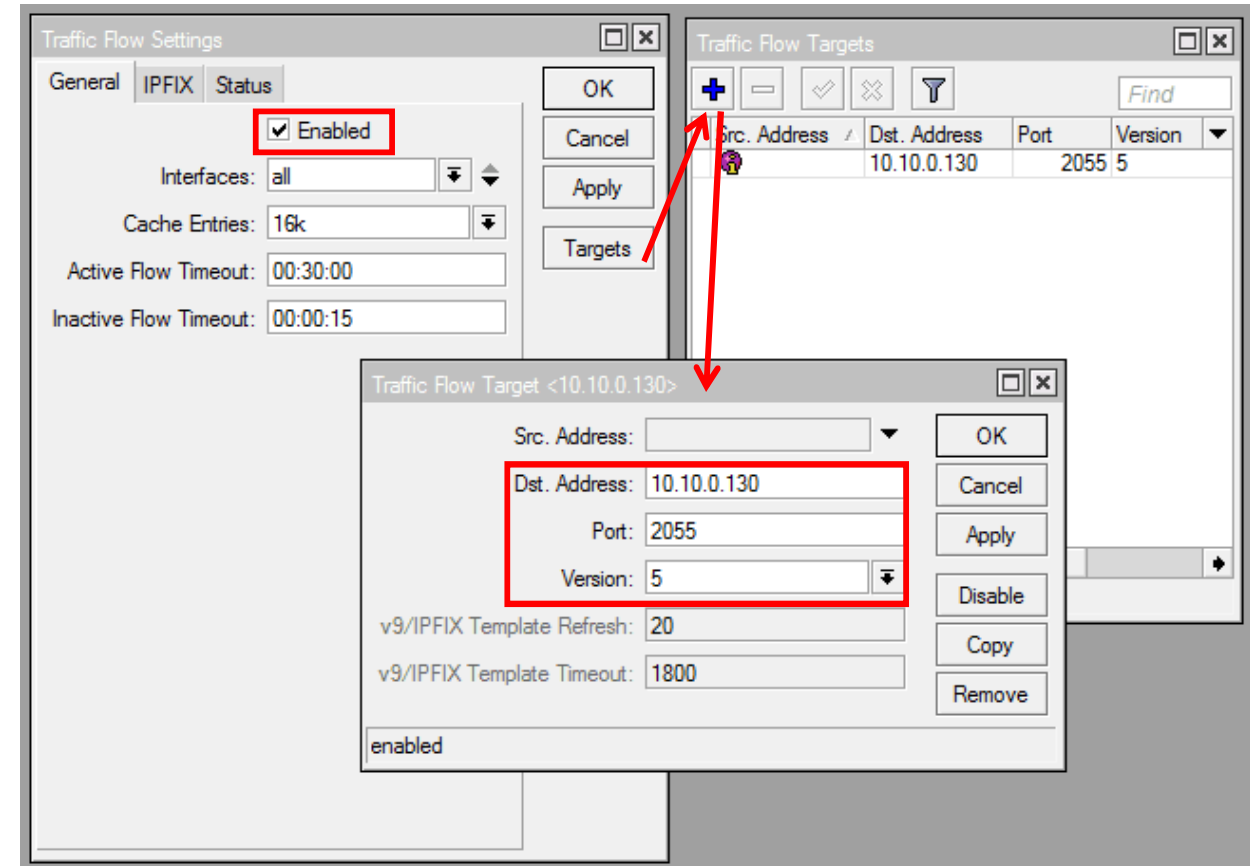 Traffic Flow Settings
General IPFIX Status
Enabled
Interfaces: all
Cache Entries: 16k
Active Flow Timeout: 00:30:00
Inactive Flow Timeout: 00:00:15
OK
Cancel
Apply
Targets
Traffic Flow Targets
Find
Src. Address Dst. Address Port Version
10.10.0.130 2055 5
Traffic Flow Target <10.10.0.130>
Src. Address:
Dst. Address: 10.10.0.130
Port: 2055
Version: 5
v9/IPFIX Template Refresh: 20
v9/IPFIX Template Timeout: 1800
OK
Cancel
Apply
Disable
Copy
Remove
enabled